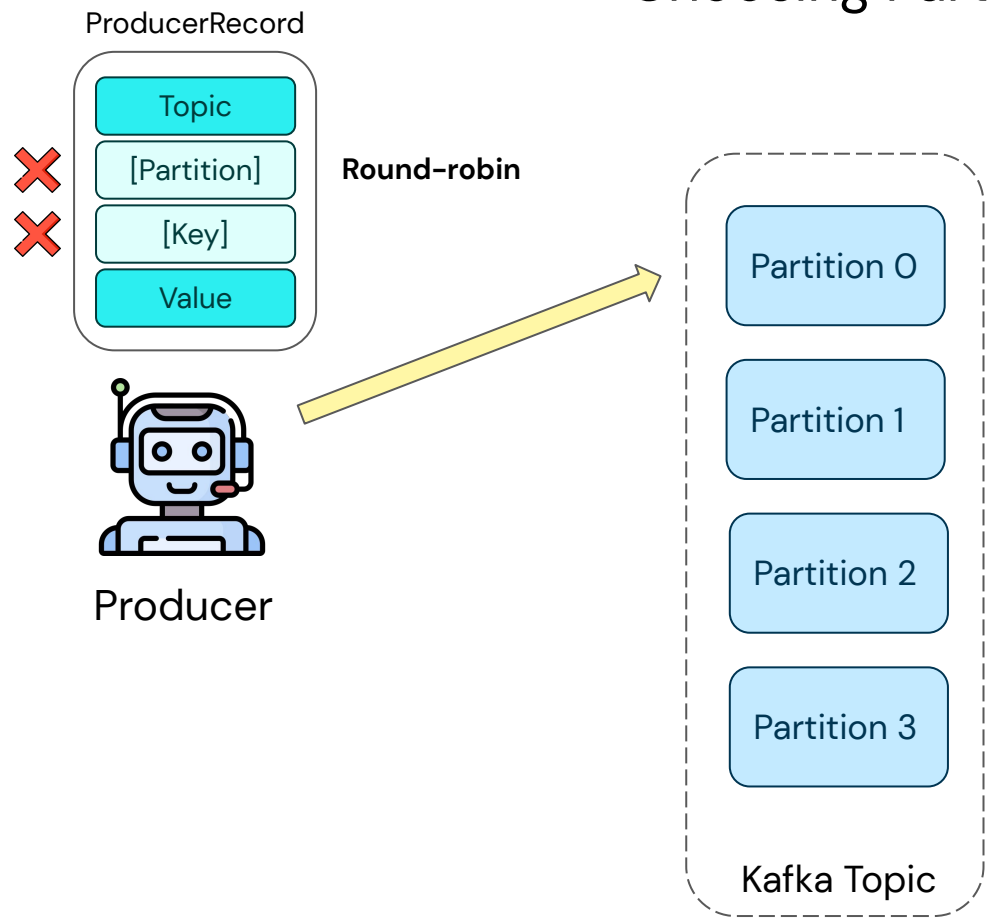 ProducerRecord
Topic
[Partition]
[Key]
Value
Round-robin
Producer
Partition 0
Partition 1
Partition 2
Partition 3
Kafka Topic